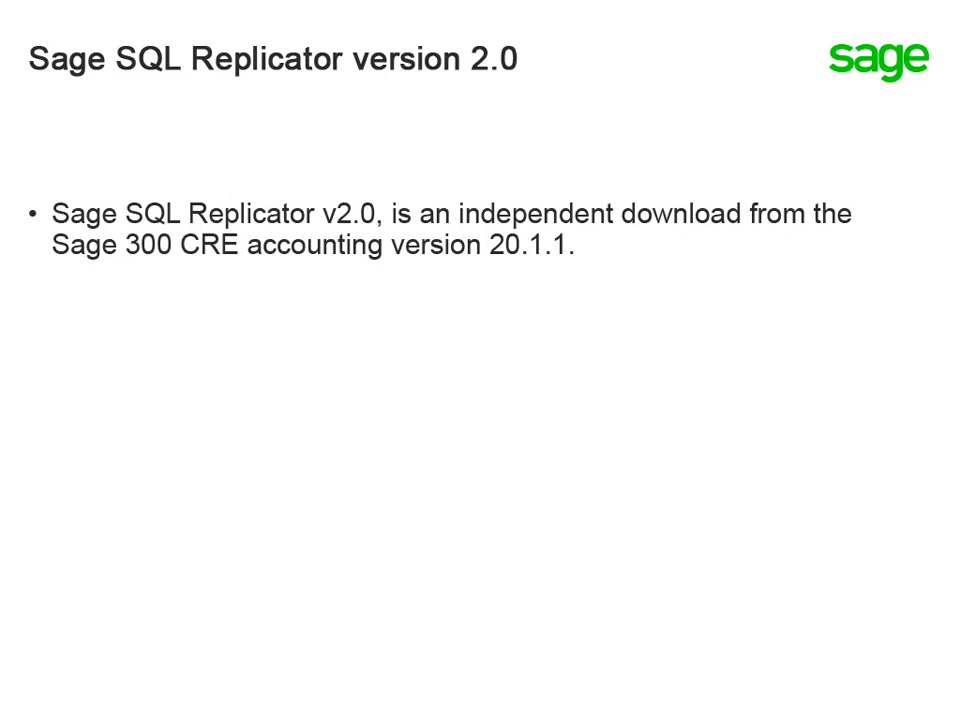 Sage SQL Replicator version 2.0
sage
• Sage SQL Replicator v2.0, is an independent download from the
Sage 300 CRE accounting version 20.1.1.